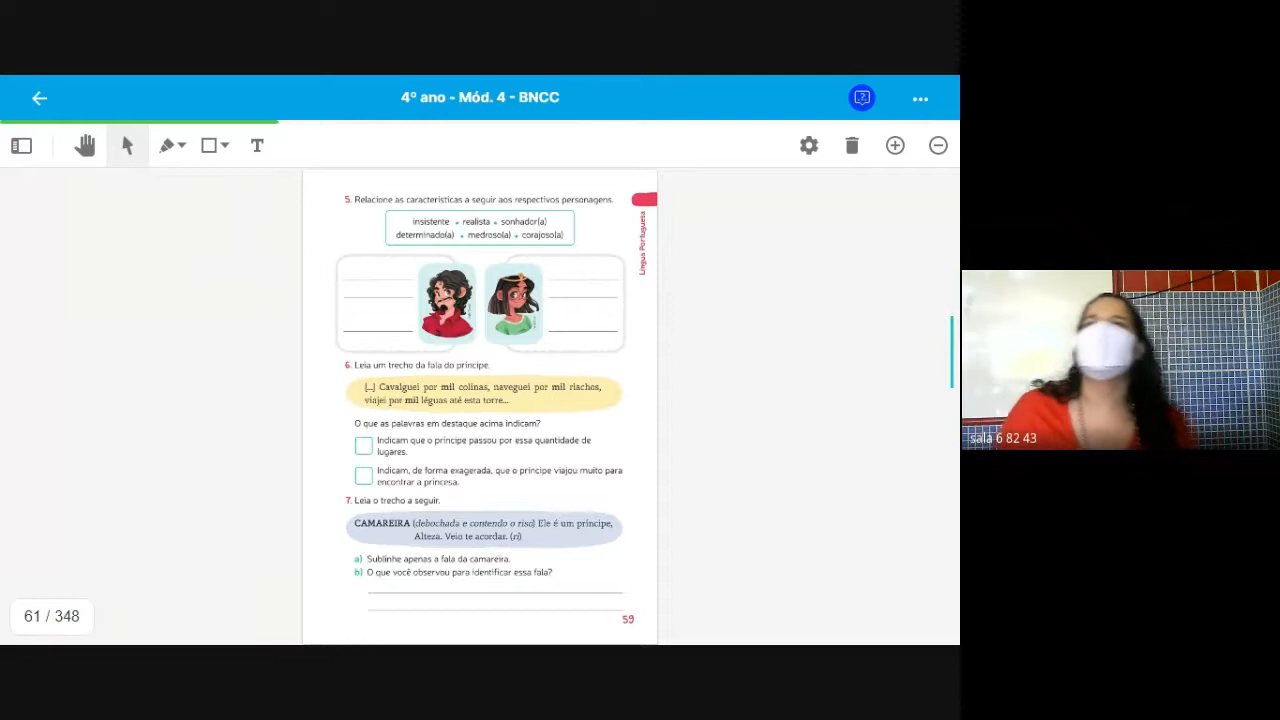 4º ano - Mód. 4 - BNCC
T
5. Relacione as características a seguir aos respectivos personagens.
insistente • realista • sonhador(a)
determinado(a) • medroso(a) • corajoso(a)
Língua Portuguesa
6. Leia um trecho da fala do príncipe.
[...] Cavalguei por mil colinas, naveguei por mil riachos,
viajei por mil léguas até esta torre...
O que as palavras em destaque acima indicam?
Indicam que o príncipe passou por essa quantidade de
lugares.
Indicam, de forma exagerada, que o príncipe viajou muito para
encontrar a princesa.
7. Leia o trecho a seguir.
CAMAREIRA (debochada e contendo o riso) Ele é um príncipe,
Alteza. Veio te acordar. (ri)
a) Sublinhe apenas a fala da camareira.
b) O que você observou para identificar essa fala?
59
61 / 348
sala 6 82 43